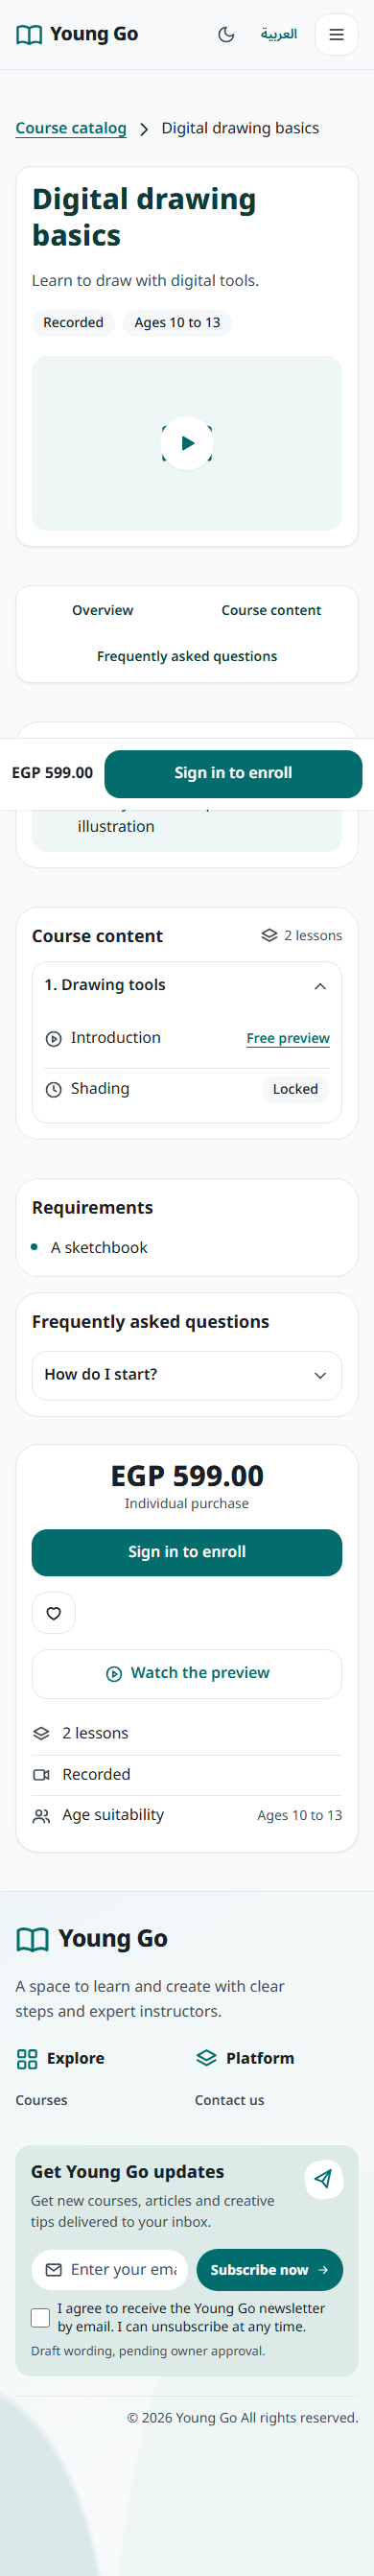 Young Go
العربية
Course catalog > Digital drawing basics
Digital drawing
basics
Learn to draw with digital tools.
Recorded
Ages 10 to 13
Overview
Course content
Frequently asked questions
EGP 599.00
Sign in to enroll
illustration
Course content
2 lessons
1. Drawing tools
Introduction
Free preview
Shading
Locked
Requirements
A sketchbook
Frequently asked questions
How do I start?
EGP 599.00
Individual purchase
Sign in to enroll
Watch the preview
2 lessons
Recorded
Age suitability
Ages 10 to 13
Young Go
A space to learn and create with clear
steps and expert instructors.
Explore
Platform
Courses
Contact us
Get Young Go updates
Get new courses, articles and creative
tips delivered to your inbox.
Enter your ema
Subscribe now
I agree to receive the Young Go newsletter
by email. I can unsubscribe at any time.
Draft wording, pending owner approval.
© 2026 Young Go All rights reserved.